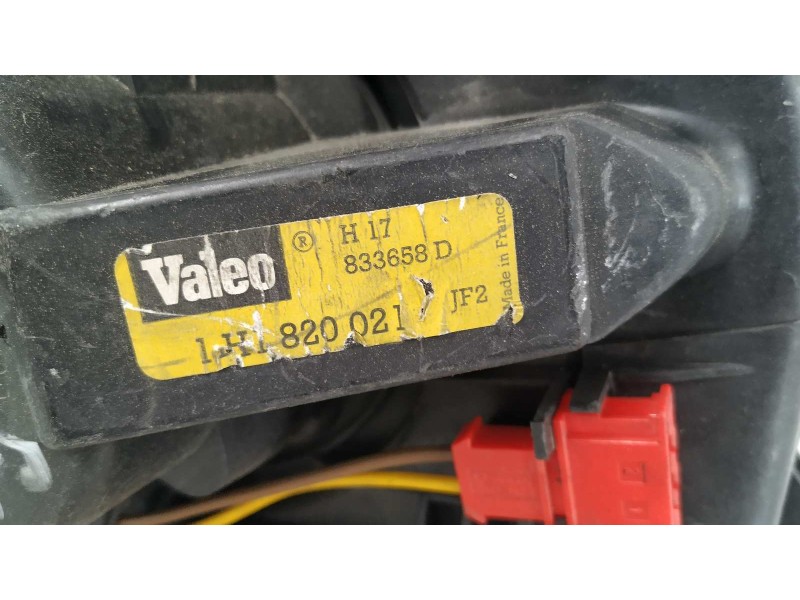 Valeo ®
H 17
833658 D
1H1 820 021
JF2
Made in France